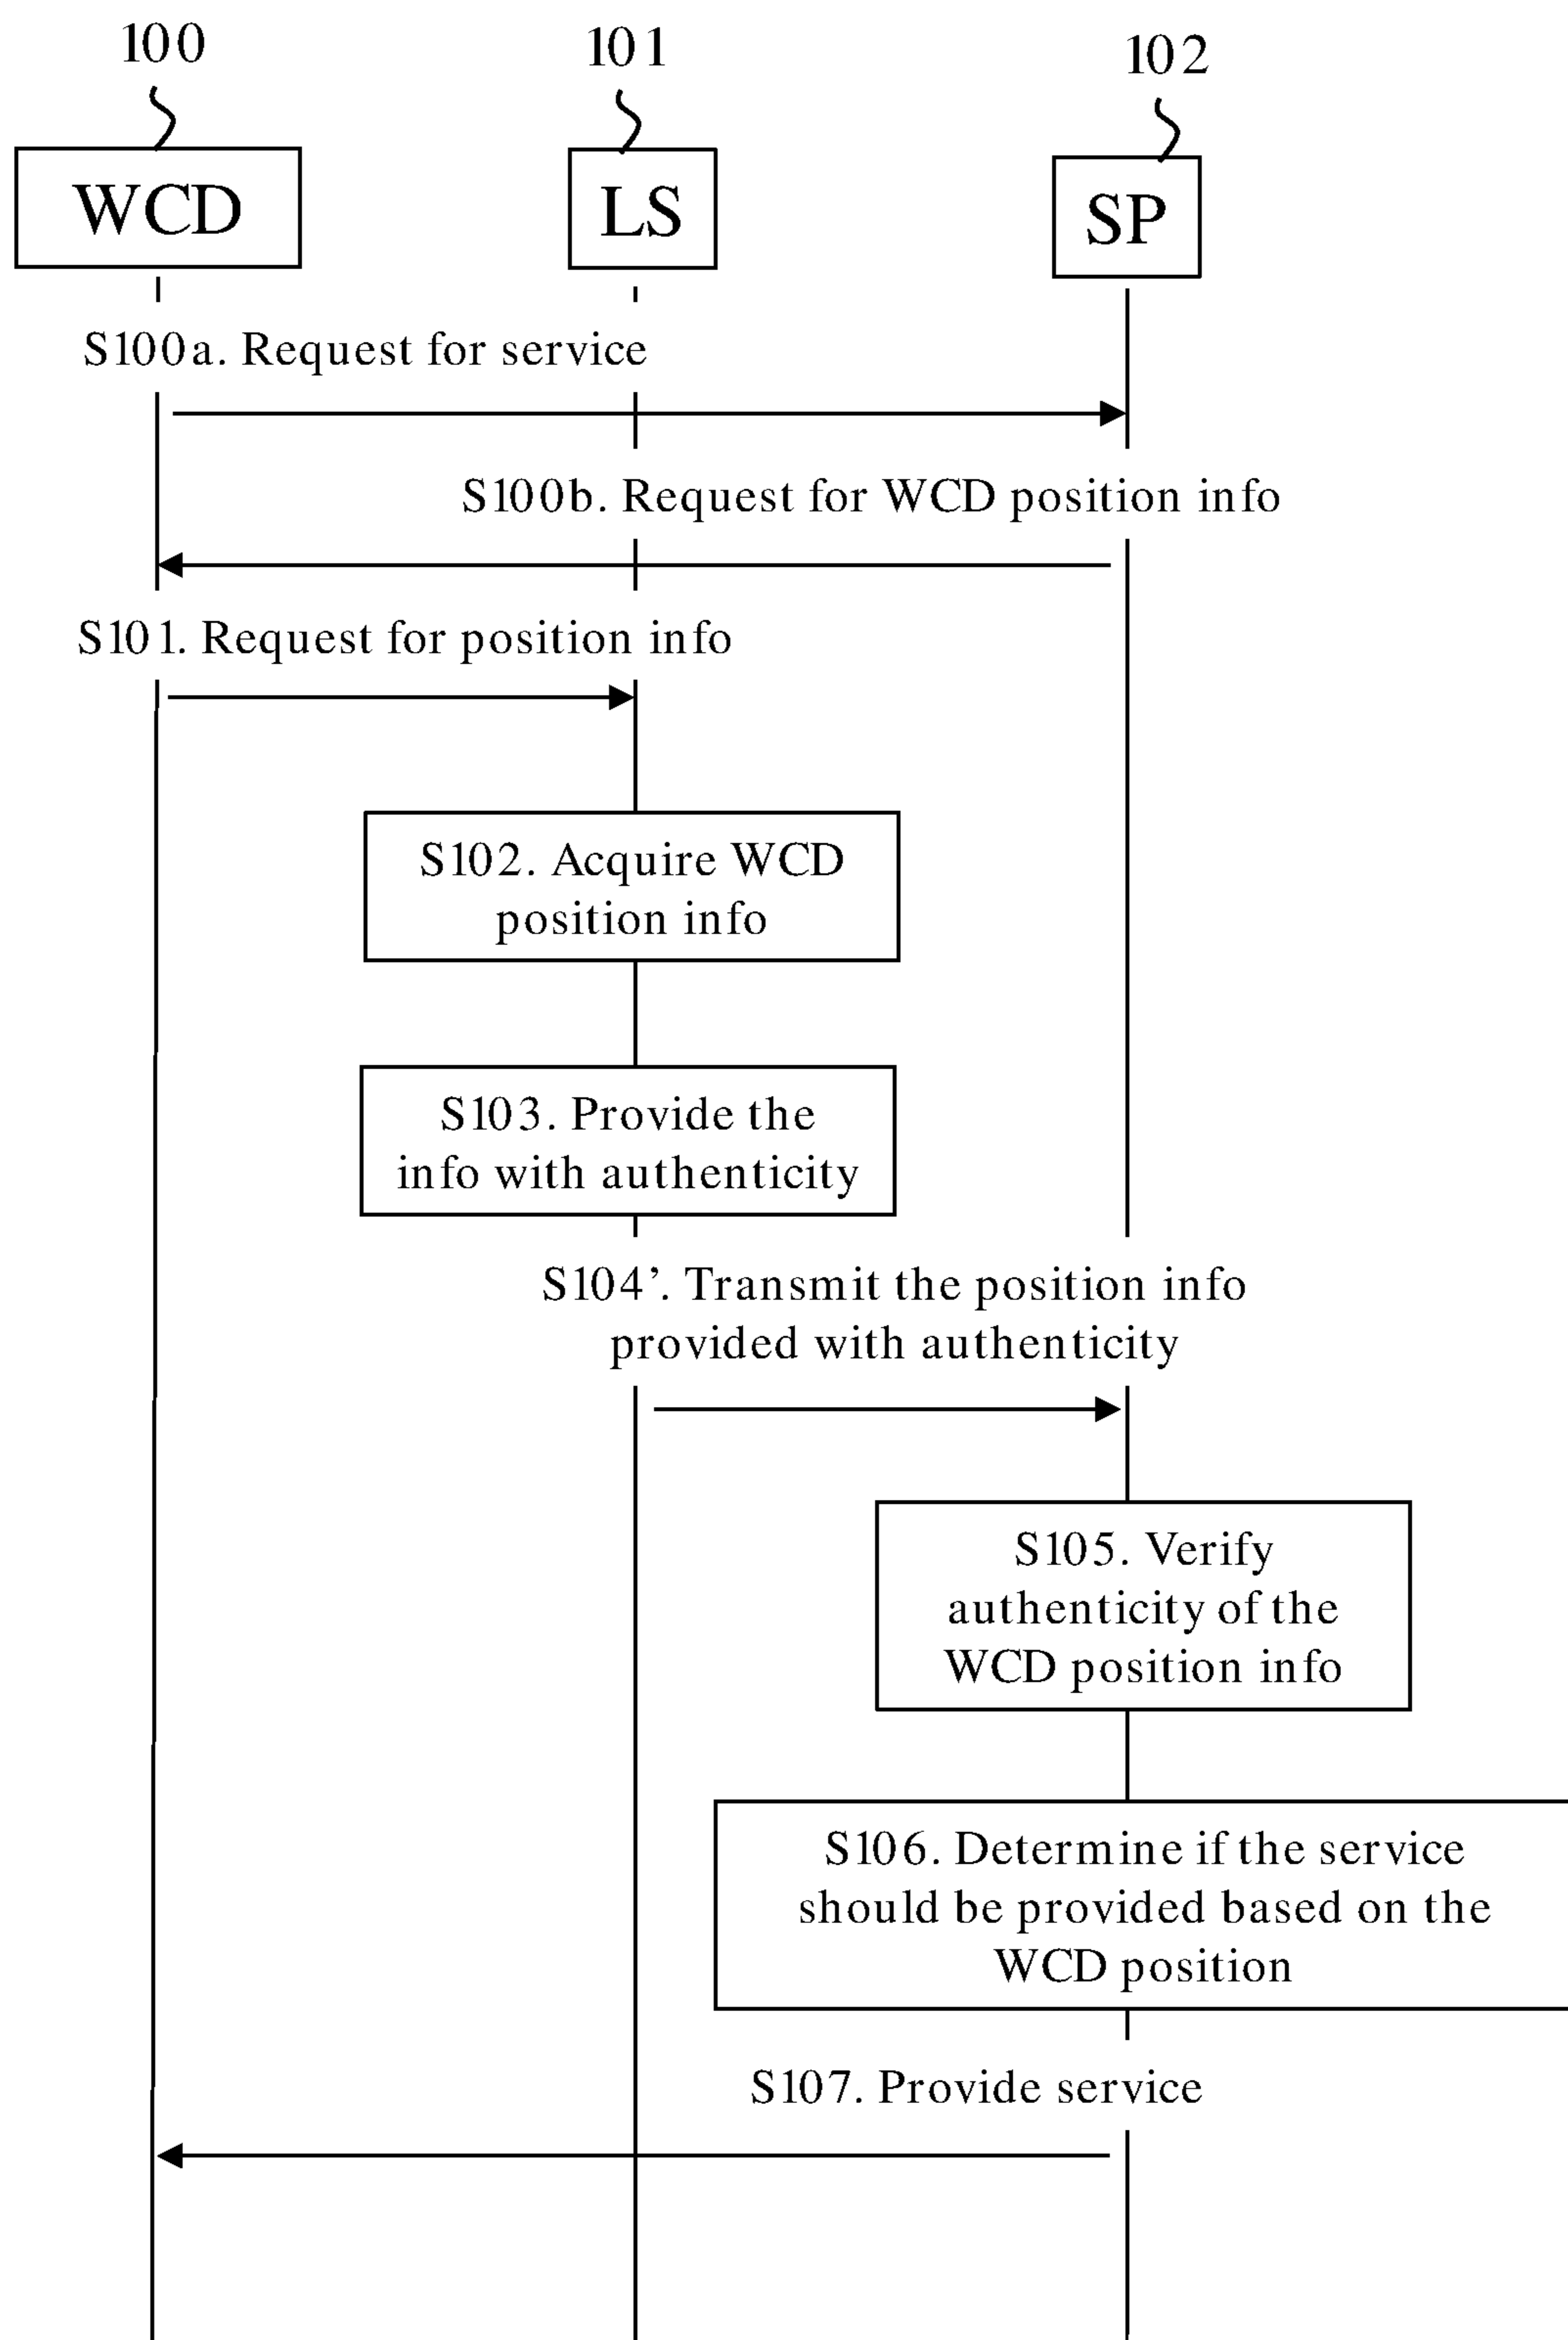 100
101
102
WCD
LS
SP
S100a. Request for service
S100b. Request for WCD position info
S101. Request for position info
S102. Acquire WCD
position info
S103. Provide the
info with authenticity
S104’. Transmit the position info
provided with authenticity
S105. Verify
authenticity of the
WCD position info
S106. Determine if the service
should be provided based on the
WCD position
S107. Provide service